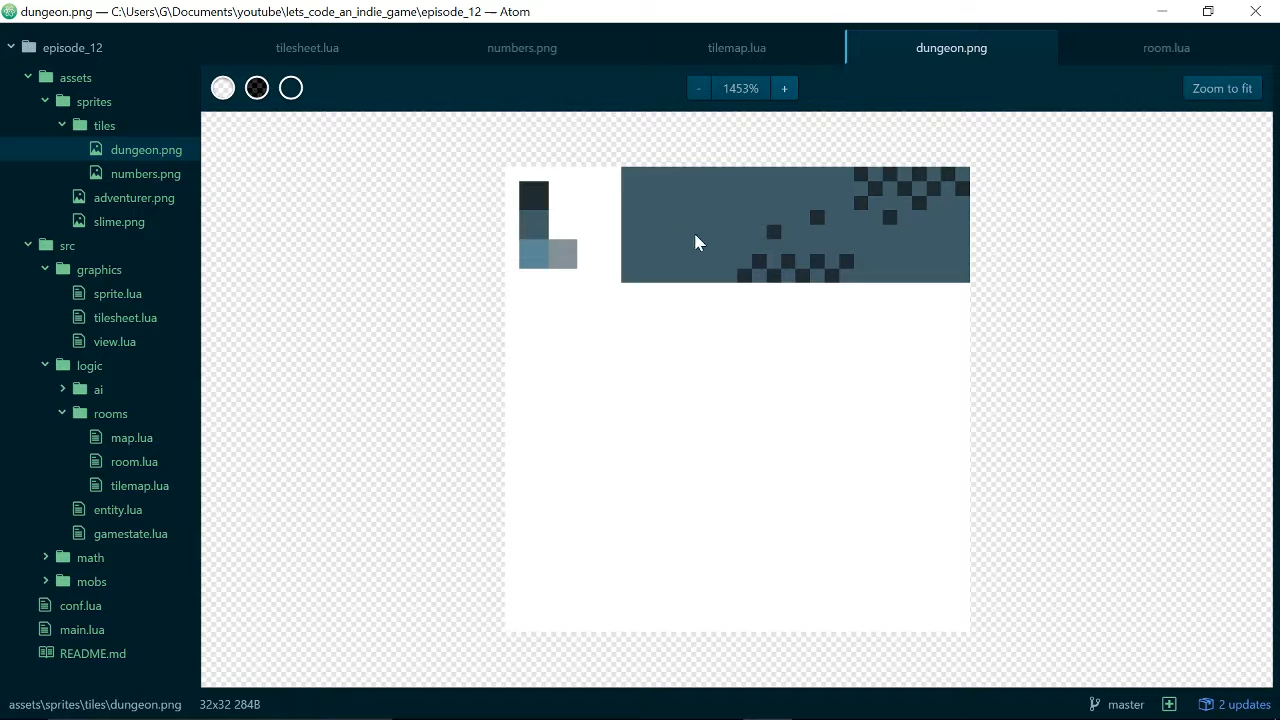 dungeon.png — C:\Users\G\Documents\youtube\lets_code_an_indie_game\episode_12 — Atom
episode_12
assets
sprites
tiles
dungeon.png
numbers.png
adventurer.png
slime.png
src
graphics
sprite.lua
tilesheet.lua
view.lua
logic
ai
rooms
map.lua
room.lua
tilemap.lua
entity.lua
gamestate.lua
math
mobs
conf.lua
main.lua
README.md
tilesheet.lua
numbers.png
tilemap.lua
dungeon.png
room.lua
- 1453% +
Zoom to fit
assets\sprites\tiles\dungeon.png 32x32 284B
master
2 updates